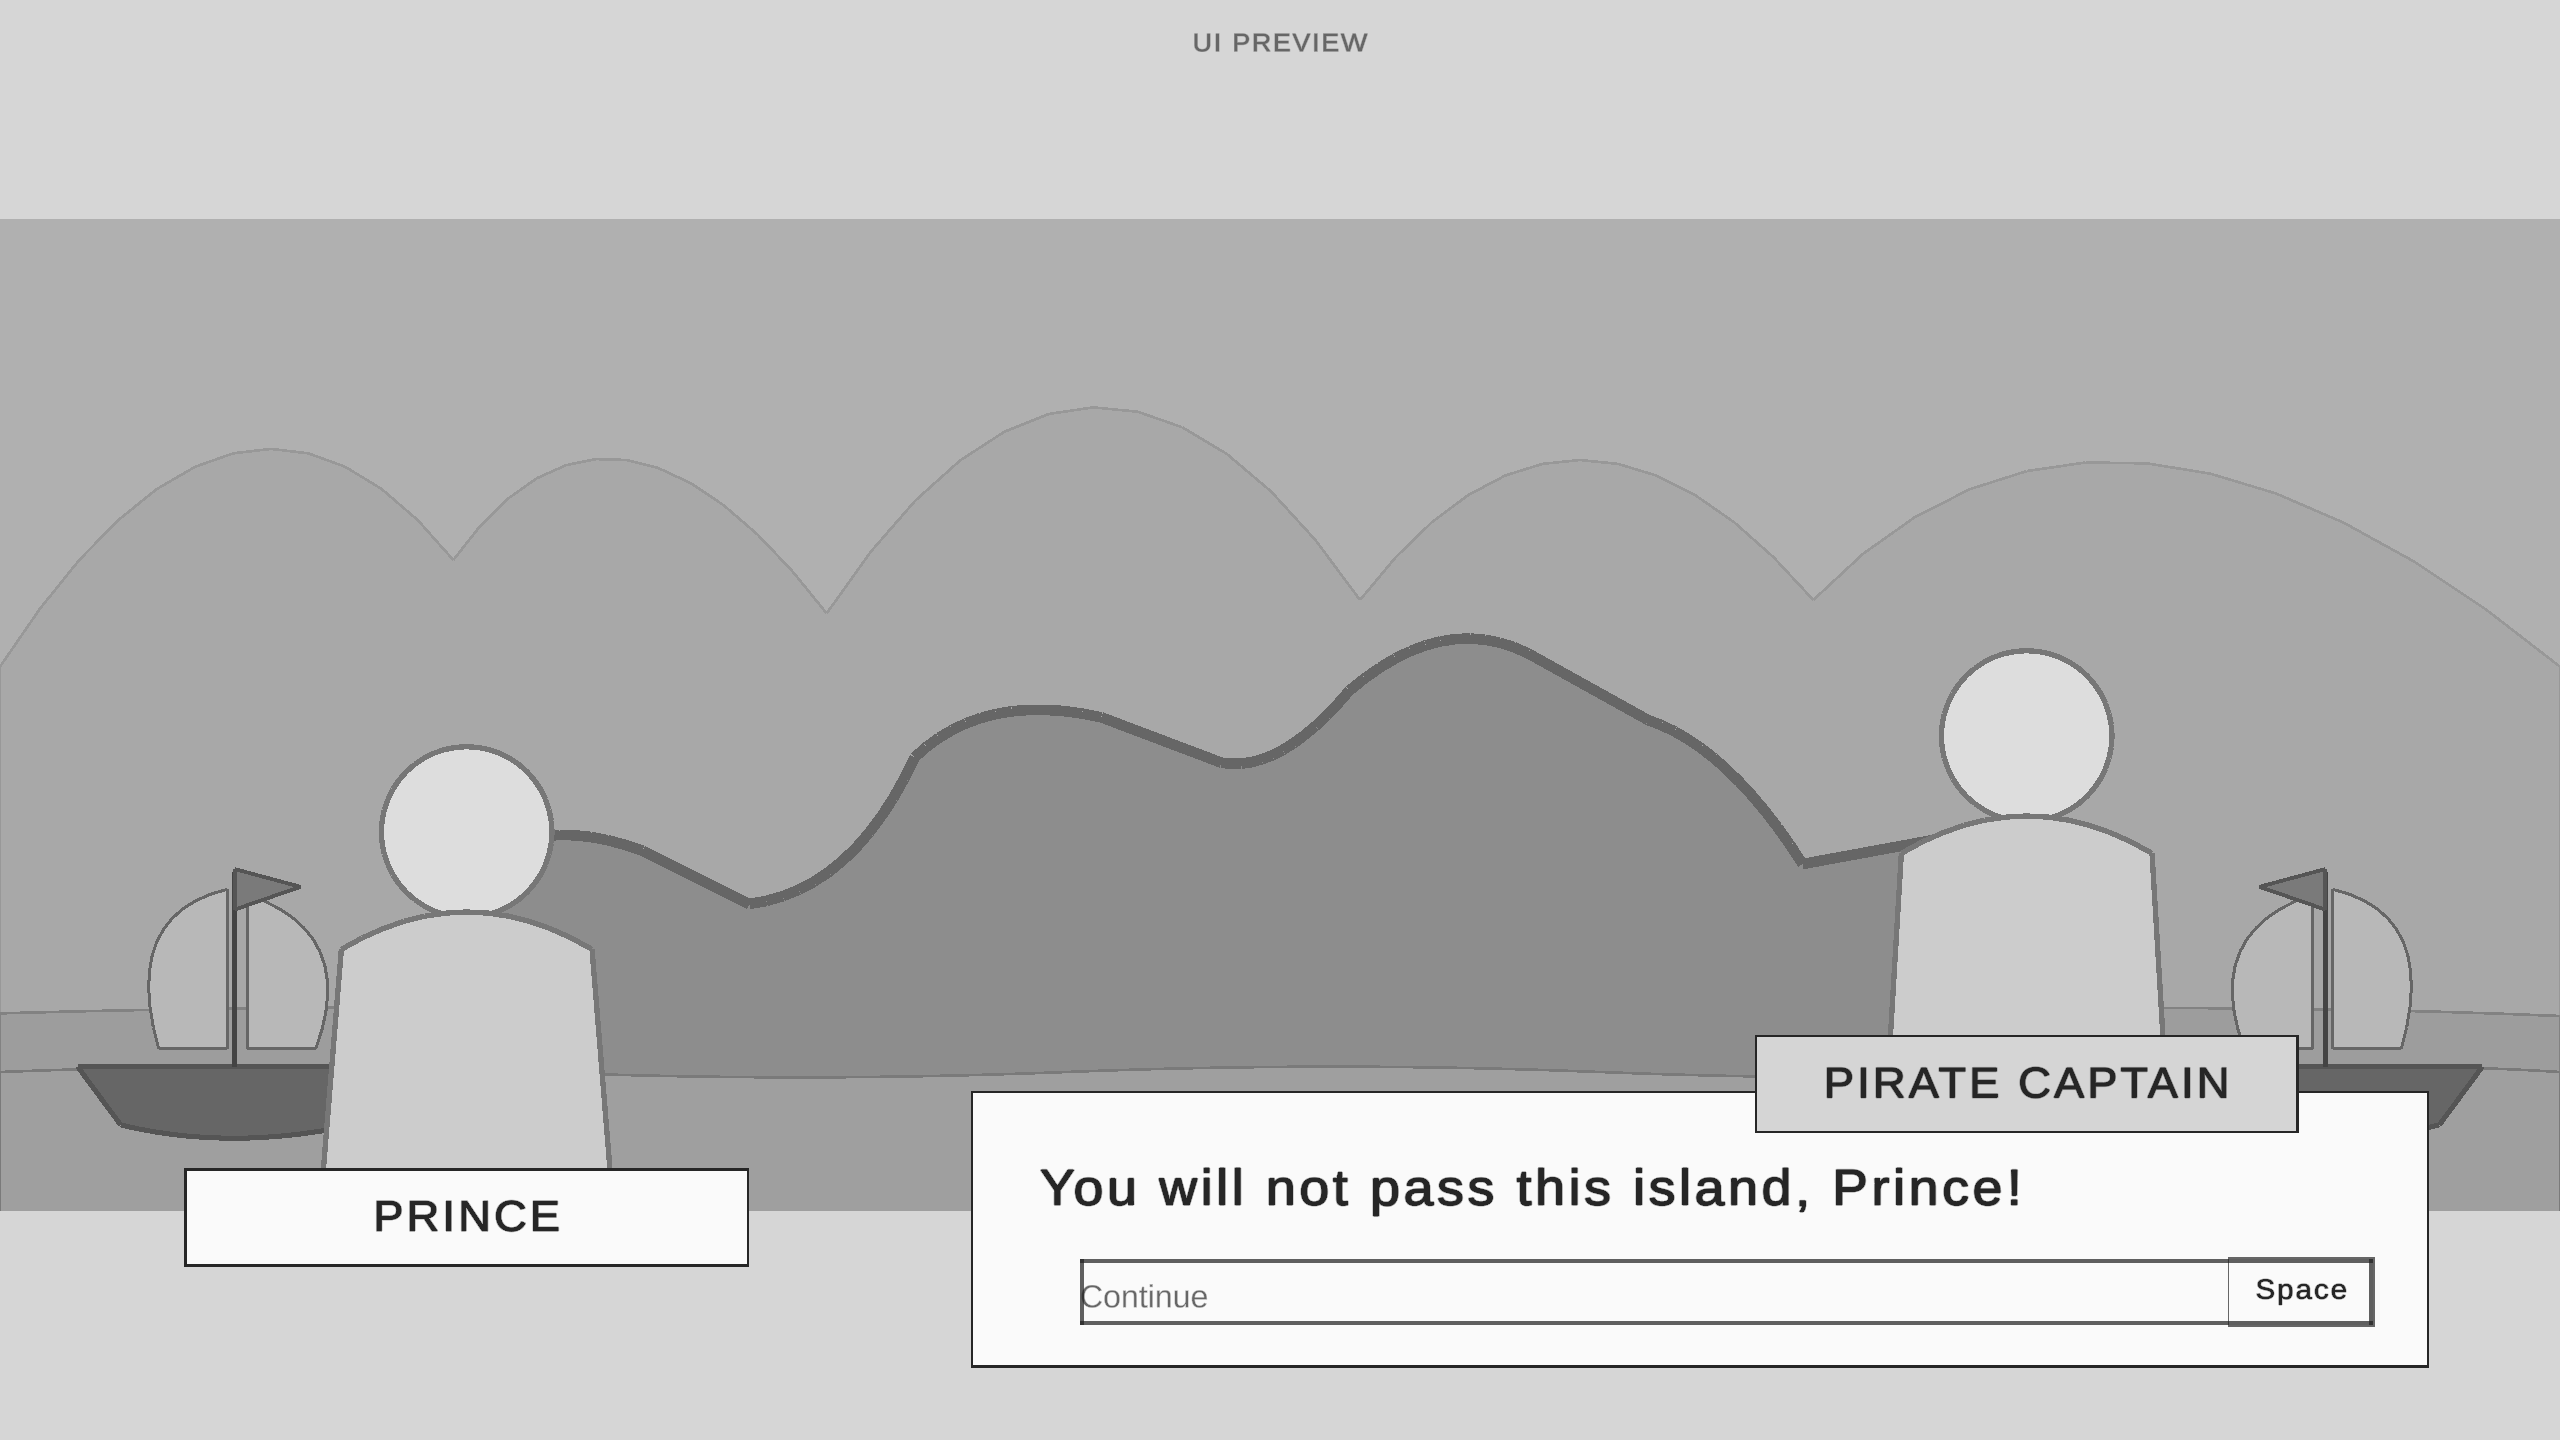 UI PREVIEW
PIRATE CAPTAIN
You will not pass this island, Prince!
PRINCE
Continue
Space